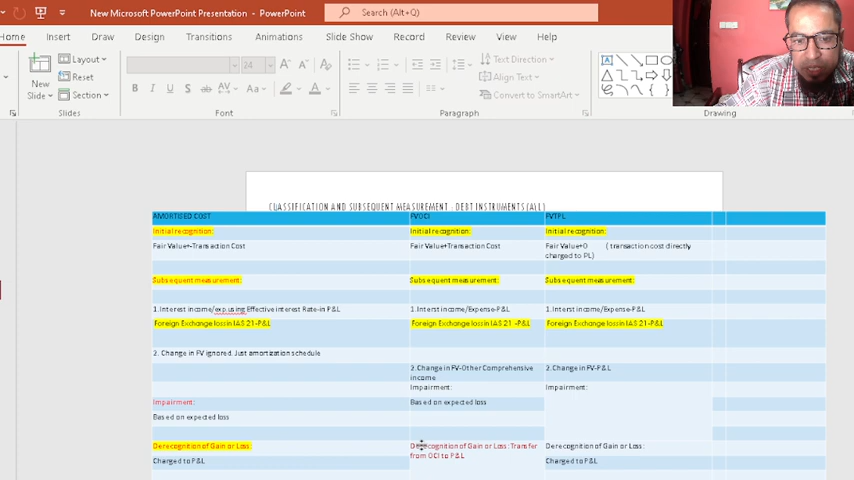 New Microsoft PowerPoint Presentation - PowerPoint
Search (Alt+Q)
Home Insert Draw Design Transitions Animations Slide Show Record Review View Help
New Slide
Layout
Reset
Section
24
Text Direction
Align Text
Convert to SmartArt
Slides
Font
Paragraph
Drawing
CLASSIFICATION AND SUBSEQUENT MEASUREMENT - DEBT INSTRUMENTS (A\L)
AMORTISED COST FVOCI FVTPL
Initial recognition: Initial recognition: Initial recognition:
Fair Value+-Transaction Cost Fair Value+Transaction Cost Fair Value+0 ( transaction cost directly
charged to PL)
Subsequent measurement: Subsequent measurement: Subsequent measurement:
1.Interest income/exp.using Effective interest Rate-in P&L 1.Interst income/Expense-P&L 1.Interst income/Expense-P&L
Foreign Exchange loss in IAS 21-P&L Foreign Exchange loss in IAS 21 -P&L Foreign Exchange loss in IAS 21-P&L
2. Change in FV ignored. Just amortization schedule
2.Change in FV-Other Comprehensive income 2.Change in FV-P&L
Impairment: Impairment:
Impairment: Based on expected loss
Based on expected loss
Derecognition of Gain or Loss: Derecognition of Gain or Loss: Transfer from OCI to P&L Derecognition of Gain or Loss:
Charged to P&L Charged to P&L